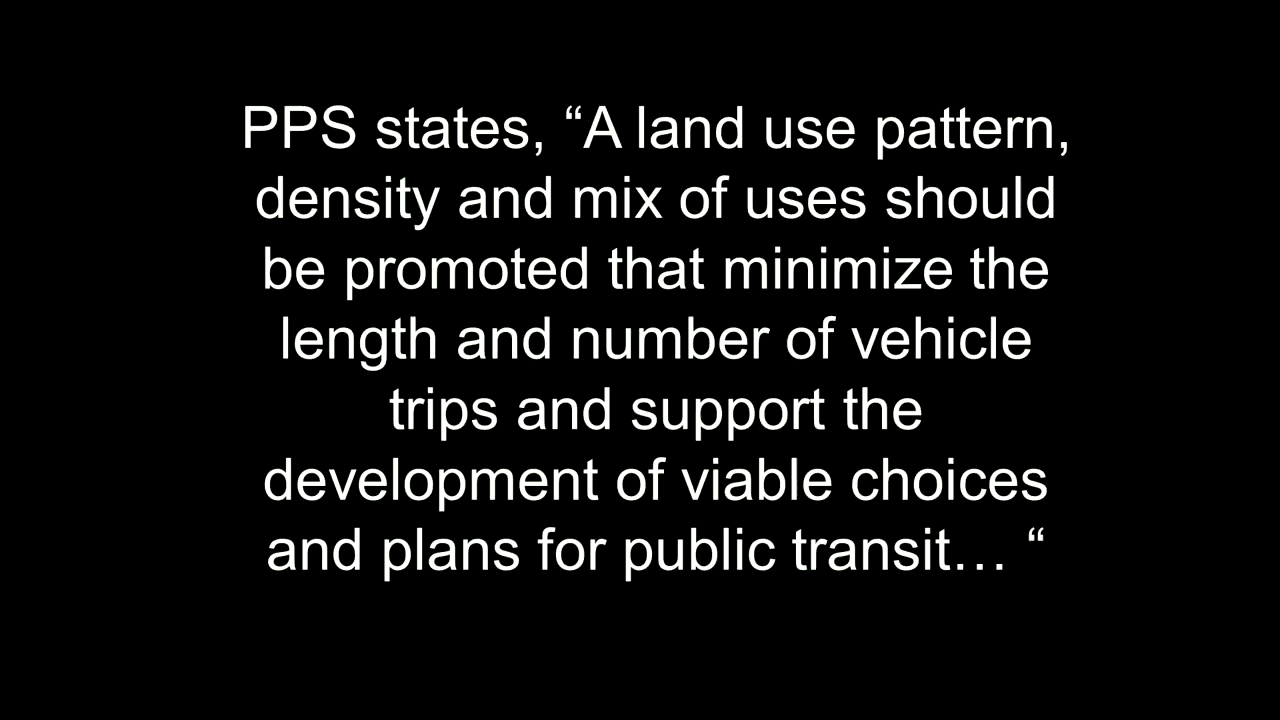 PPS states, “A land use pattern,
density and mix of uses should
be promoted that minimize the
length and number of vehicle
trips and support the
development of viable choices
and plans for public transit… “